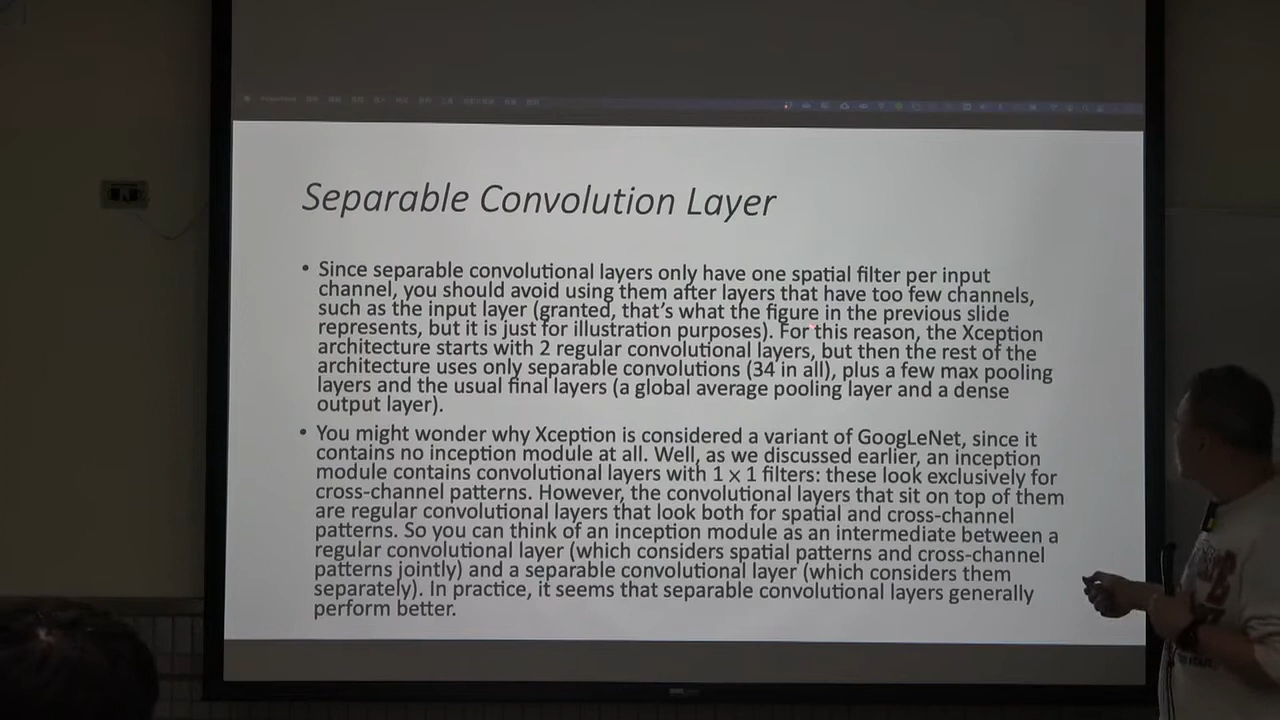 Separable Convolution Layer
• Since separable convolutional layers only have one spatial filter per input
channel, you should avoid using them after layers that have too few channels,
such as the input layer (granted, that's what the figure in the previous slide
represents, but it is just for illustration purposes). For this reason, the Xception
architecture starts with 2 regular convolutional layers, but then the rest of the
architecture uses only separable convolutions (34 in all), plus a few max pooling
layers and the usual final layers (a global average pooling layer and a dense
output layer).
• You might wonder why Xception is considered a variant of GoogLeNet, since it
contains no inception module at all. Well, as we discussed earlier, an inception
module contains convolutional layers with 1 × 1 filters: these look exclusively for
cross-channel patterns. However, the convolutional layers that sit on top of them
are regular convolutional layers that look both for spatial and cross-channel
patterns. So you can think of an inception module as an intermediate between a
regular convolutional layer (which considers spatial patterns and cross-channel
patterns jointly) and a separable convolutional layer (which considers them
separately). In practice, it seems that separable convolutional layers generally
perform better.